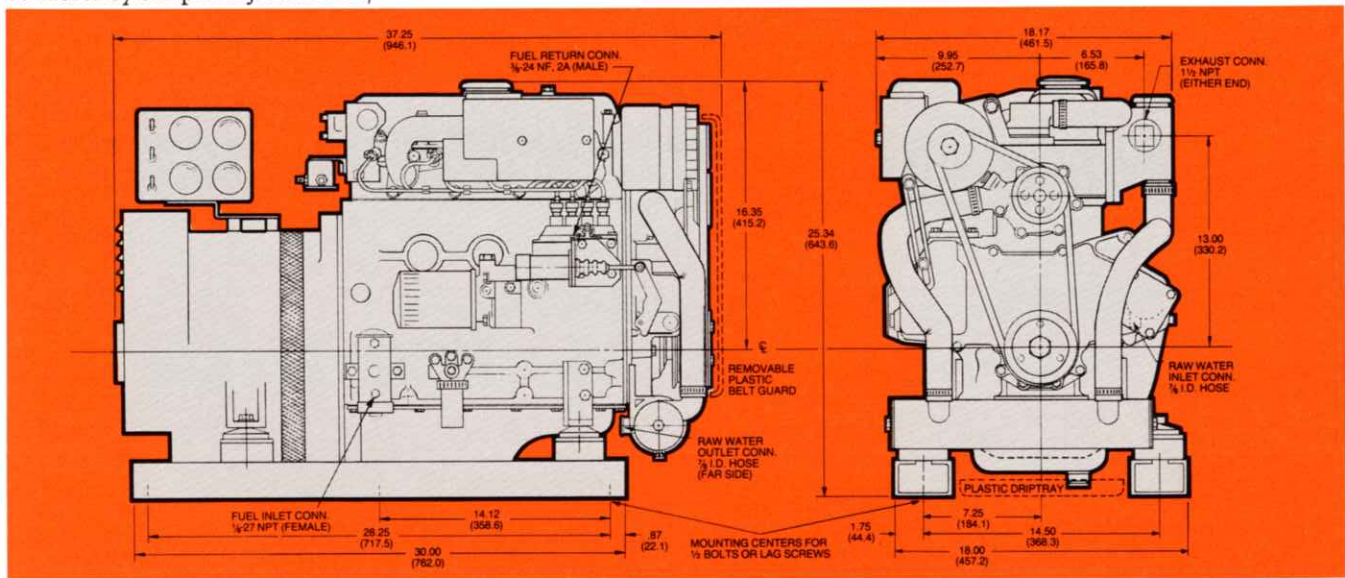 37.25
(946.1)
FUEL RETURN CONN.
⅜-24 NF, 2A (MALE)
16.35
(415.2)
25.34
(643.6)
℄
REMOVABLE
PLASTIC
BELT GUARD
RAW WATER
OUTLET CONN.
⅞ I.D. HOSE
(FAR SIDE)
FUEL INLET CONN.
⅛-27 NPT (FEMALE)
14.12
(358.6)
28.25
(717.5)
30.00
(762.0)
.87
(22.1)
MOUNTING CENTERS FOR
½ BOLTS OR LAG SCREWS
18.17
(461.5)
9.95
(252.7)
6.53
(165.8)
EXHAUST CONN.
1½ NPT
(EITHER END)
13.00
(330.2)
RAW WATER
INLET CONN.
⅞ I.D. HOSE
PLASTIC DRIPTRAY
1.75
(44.4)
7.25
(184.1)
14.50
(368.3)
18.00
(457.2)